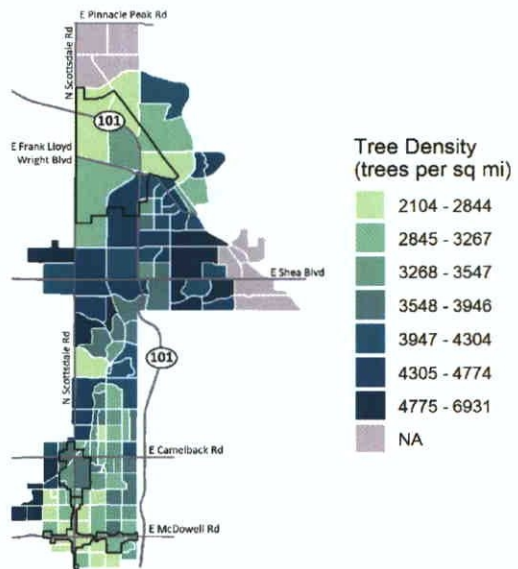 E Pinnacle Peak Rd
N Scottsdale Rd
101
E Frank Lloyd
Wright Blvd
E Shea Blvd
101
N Scottsdale Rd
E Camelback Rd
E McDowell Rd
Tree Density
(trees per sq mi)
2104 - 2844
2845 - 3267
3268 - 3547
3548 - 3946
3947 - 4304
4305 - 4774
4775 - 6931
NA